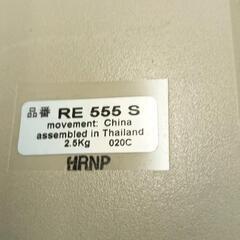 品番 RE 555 S
movement: China
assembled in Thailand
2.5Kg 020C
HRNP